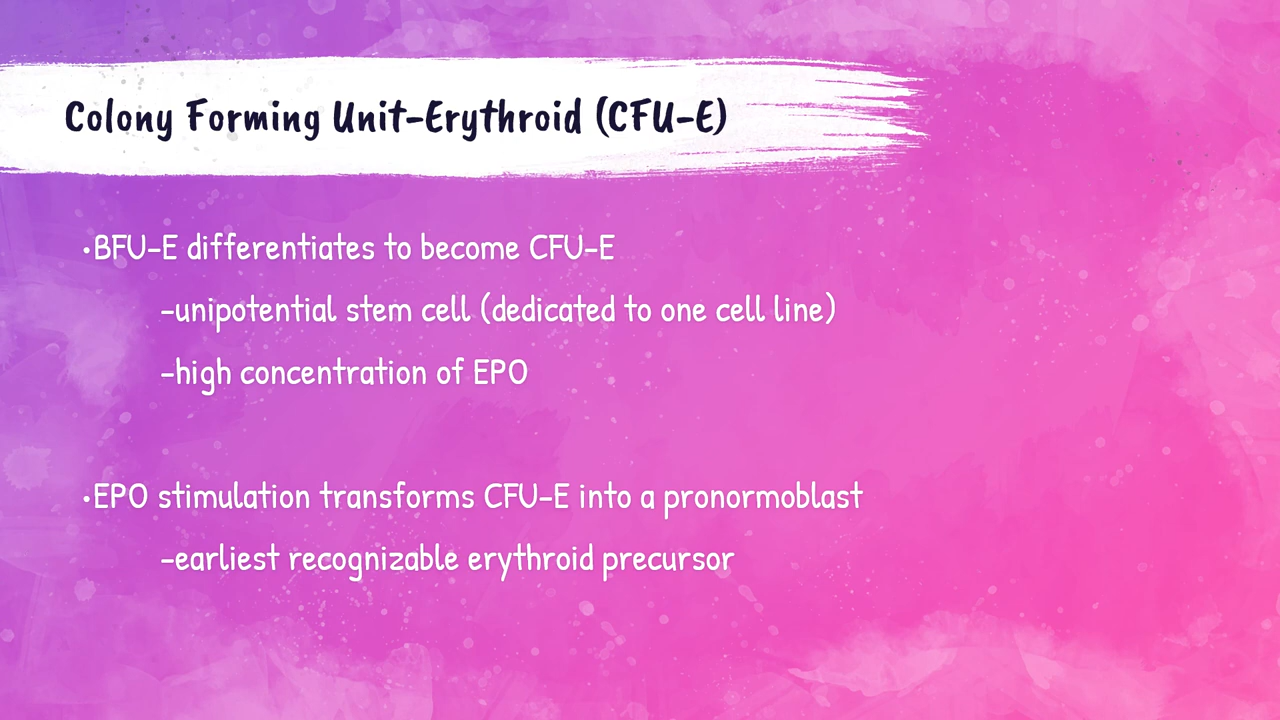 Colony Forming Unit-Erythroid (CFU-E)
•BFU-E differentiates to become CFU-E
-unipotential stem cell (dedicated to one cell line)
-high concentration of EPO
•EPO stimulation transforms CFU-E into a pronormoblast
-earliest recognizable erythroid precursor